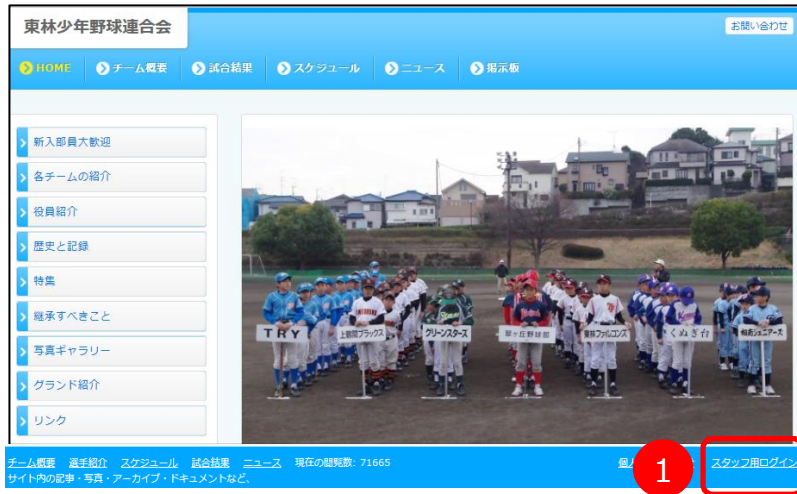 東林少年野球連合会
お問い合わせ
HOME チーム概要 試合結果 スケジュール ニュース 掲示板
新入部員大歓迎
各チームの紹介
役員紹介
歴史と記録
特集
継承すべきこと
写真ギャラリー
グランド紹介
リンク
TRY 上鶴間ブラックス グリーンスターズ 翠ヶ丘野球部 東林ファルコンズ くぬぎ台 相南ジュニアーズ
チーム概要 選手紹介 スケジュール 試合結果 ニュース 現在の閲覧数: 71665
個人 1 スタッフ用ログイン
サイト内の記事・写真・アーカイブ・ドキュメントなど、